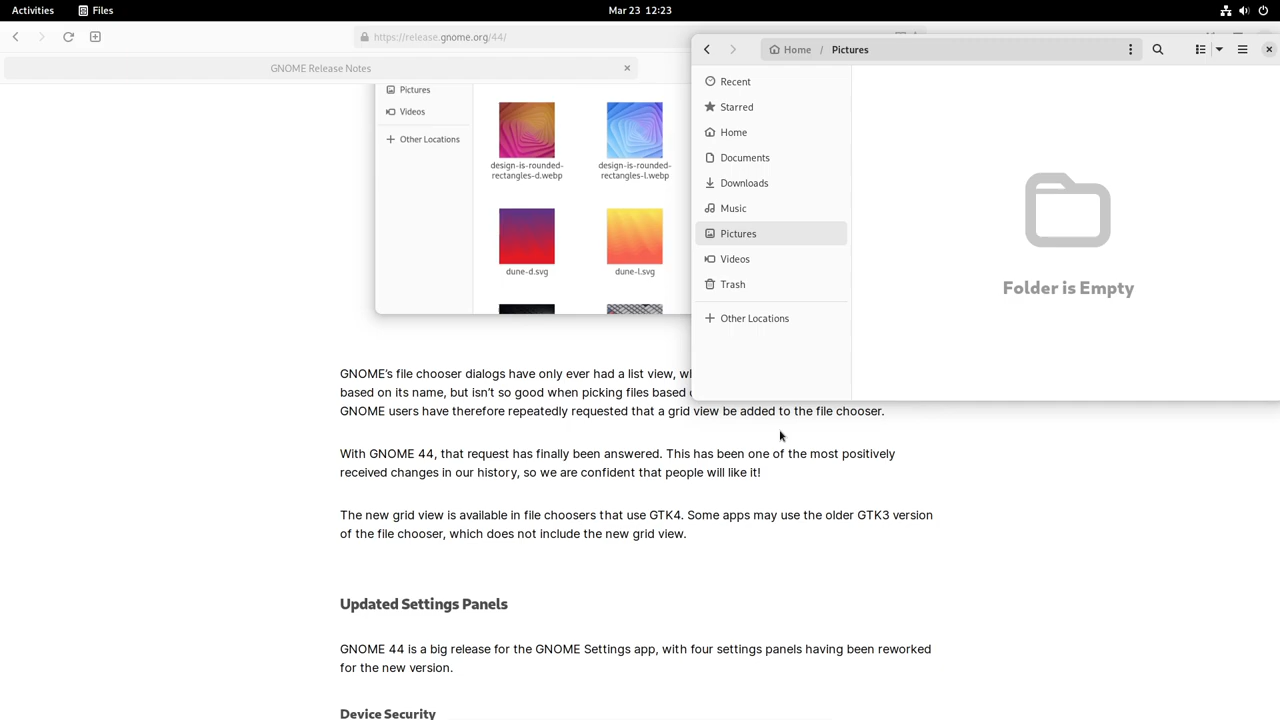 Activities
Files
Mar 23 12:23
https://release.gnome.org/44/
GNOME Release Notes
Home / Pictures
Recent
Starred
Home
Documents
Downloads
Music
Pictures
Videos
Trash
Other Locations
Folder is Empty
Pictures
Videos
Other Locations
design-is-rounded-
rectangles-d.webp
design-is-rounded-
rectangles-l.webp
dune-d.svg
dune-l.svg
GNOME’s file chooser dialogs have only ever had a list view,
based on its name, but isn’t so good when picking files based
GNOME users have therefore repeatedly requested that a grid view be added to the file chooser.
With GNOME 44, that request has finally been answered. This has been one of the most positively
received changes in our history, so we are confident that people will like it!
The new grid view is available in file choosers that use GTK4. Some apps may use the older GTK3 version
of the file chooser, which does not include the new grid view.
Updated Settings Panels
GNOME 44 is a big release for the GNOME Settings app, with four settings panels having been reworked
for the new version.
Device Security